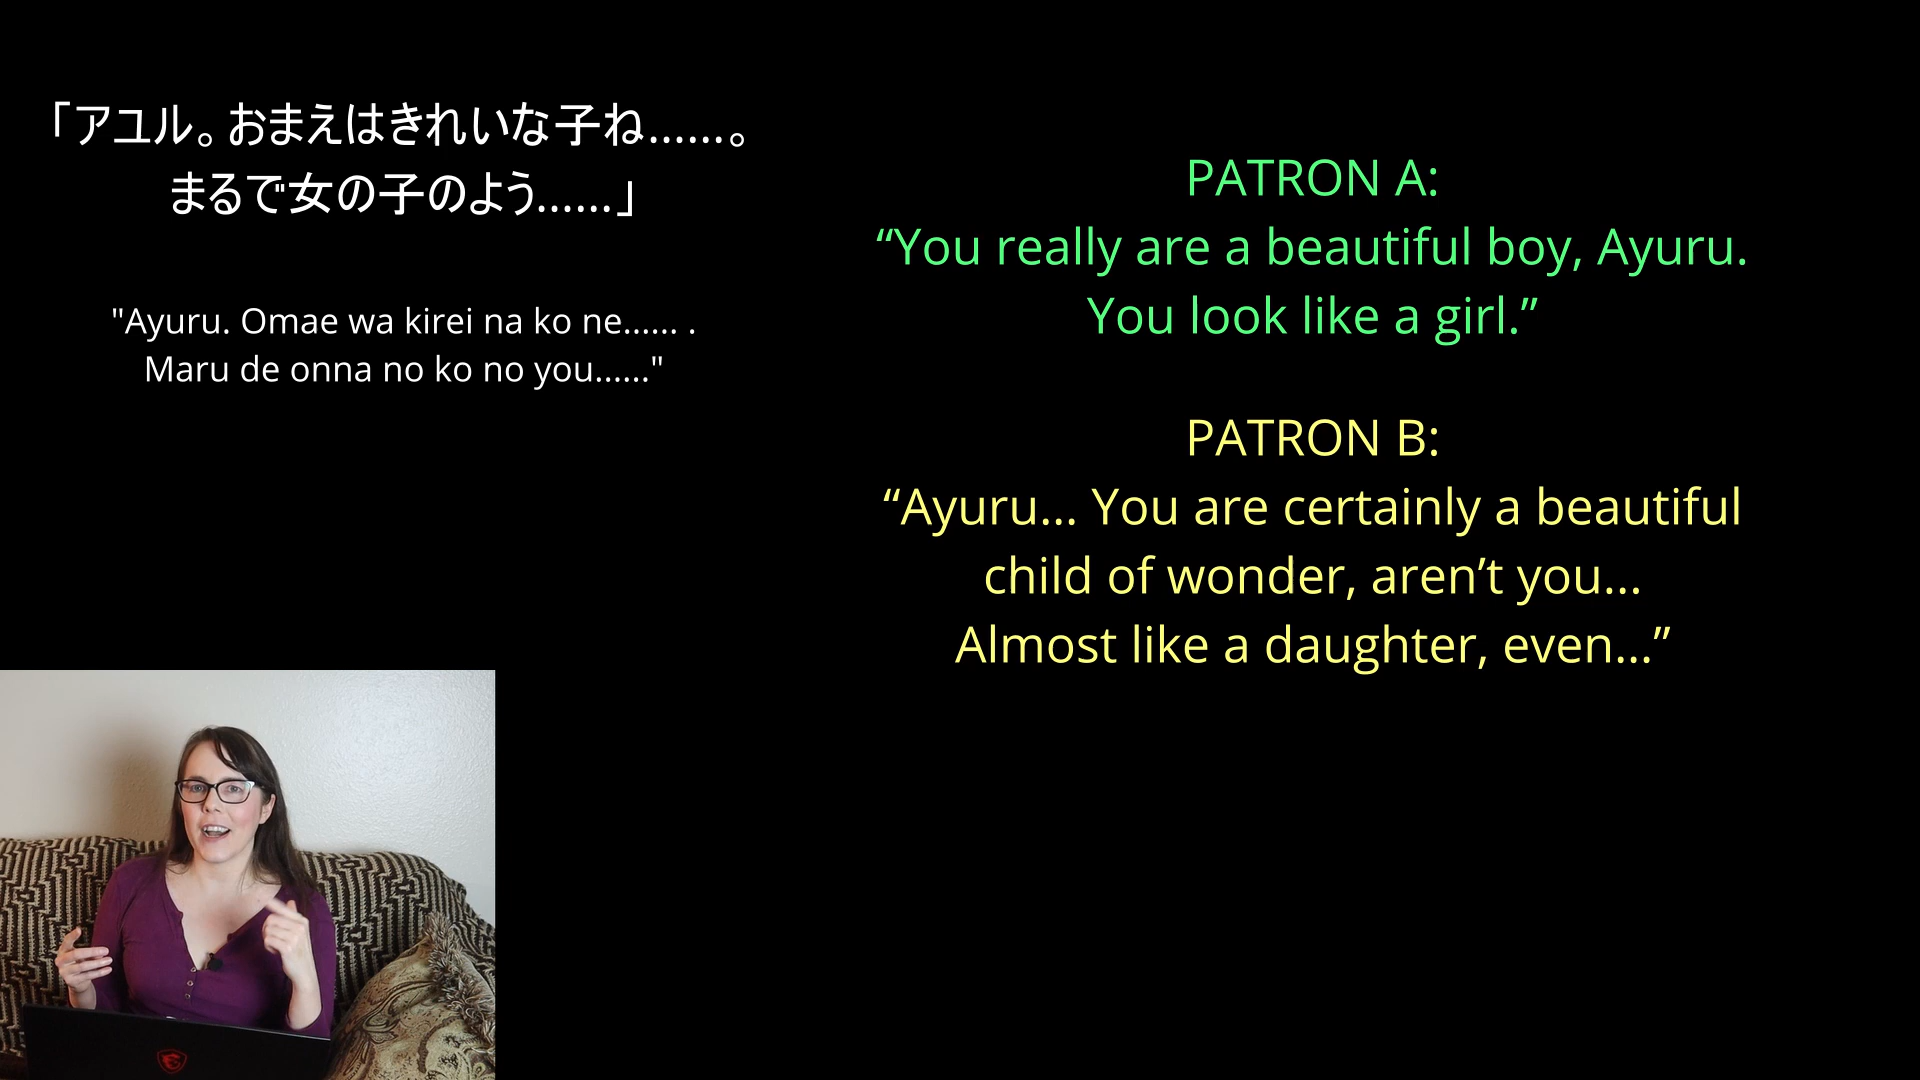 「アユル。おまえはきれいな子ね……。
まるで女の子のよう……」
"Ayuru. Omae wa kirei na ko ne...... .
Maru de onna no ko no you......"
PATRON A:
“You really are a beautiful boy, Ayuru.
You look like a girl.”
PATRON B:
“Ayuru... You are certainly a beautiful
child of wonder, aren’t you...
Almost like a daughter, even...”